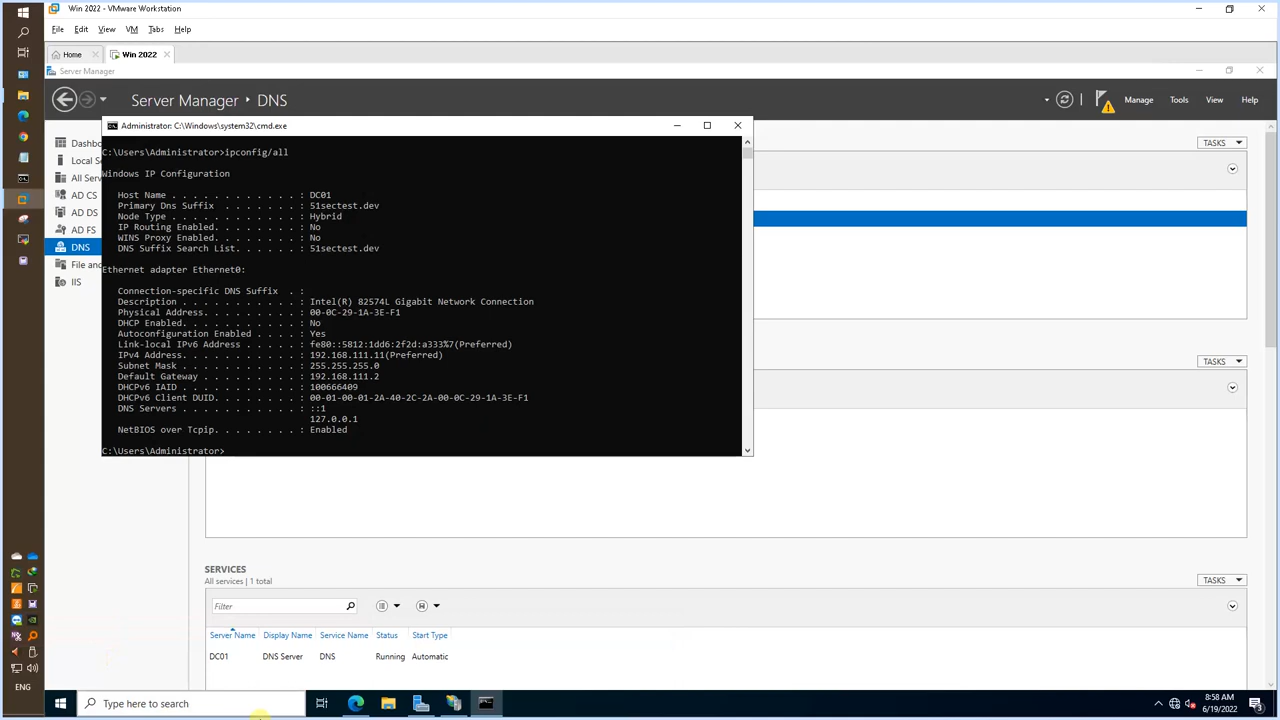 Win 2022 - VMware Workstation
File Edit View VM Tabs Help
Home Win 2022
Server Manager
Server Manager ‣ DNS
Manage Tools View Help
Dashbo
Local S
All Serv
AD CS
AD DS
AD FS
DNS
File and
IIS
TASKS
TASKS
Administrator: C:\Windows\system32\cmd.exe
C:\Users\Administrator>ipconfig/all
Windows IP Configuration
Host Name . . . . . . . . . . . . : DC01
Primary Dns Suffix . . . . . . . : 51sectest.dev
Node Type . . . . . . . . . . . . : Hybrid
IP Routing Enabled. . . . . . . . : No
WINS Proxy Enabled. . . . . . . . : No
DNS Suffix Search List. . . . . . : 51sectest.dev
Ethernet adapter Ethernet0:
Connection-specific DNS Suffix . :
Description . . . . . . . . . . . : Intel(R) 82574L Gigabit Network Connection
Physical Address. . . . . . . . . : 00-0C-29-1A-3E-F1
DHCP Enabled. . . . . . . . . . . : No
Autoconfiguration Enabled . . . . : Yes
Link-local IPv6 Address . . . . . : fe80::5812:1dd6:2f2d:a333%7(Preferred)
IPv4 Address. . . . . . . . . . . : 192.168.111.11(Preferred)
Subnet Mask . . . . . . . . . . . : 255.255.255.0
Default Gateway . . . . . . . . . : 192.168.111.2
DHCPv6 IAID . . . . . . . . . . . : 100666409
DHCPv6 Client DUID. . . . . . . . : 00-01-00-01-2A-40-2C-2A-00-0C-29-1A-3E-F1
DNS Servers . . . . . . . . . . . : ::1
127.0.0.1
NetBIOS over Tcpip. . . . . . . . : Enabled
C:\Users\Administrator>
SERVICES
All services | 1 total
TASKS
Filter
Server Name Display Name Service Name Status Start Type
DC01 DNS Server DNS Running Automatic
ENG
Type here to search
8:58 AM
6/19/2022
3